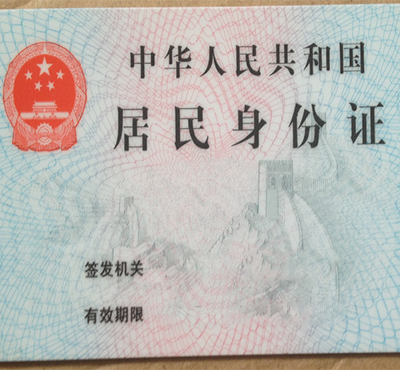 中华人民共和国
居民身份证
签发机关
有效期限